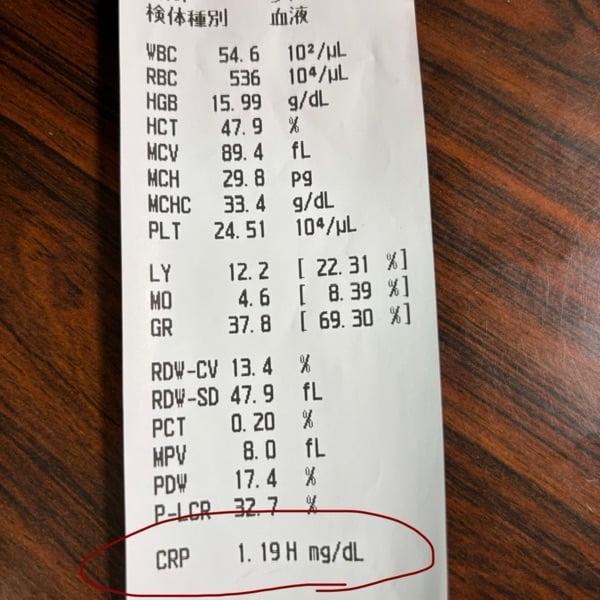 検体種別 血液
WBC 54.6 10²/µL
RBC 536 10⁴/µL
HGB 15.99 g/dL
HCT 47.9 %
MCV 89.4 fL
MCH 29.8 pg
MCHC 33.4 g/dL
PLT 24.51 10⁴/µL
LY 12.2 [ 22.31 %]
MO 4.6 [ 8.39 %]
GR 37.8 [ 69.30 %]
RDW-CV 13.4 %
RDW-SD 47.9 fL
PCT 0.20 %
MPV 8.0 fL
PDW 17.4 %
P-LCR 32.7 %
CRP 1.19 H mg/dL